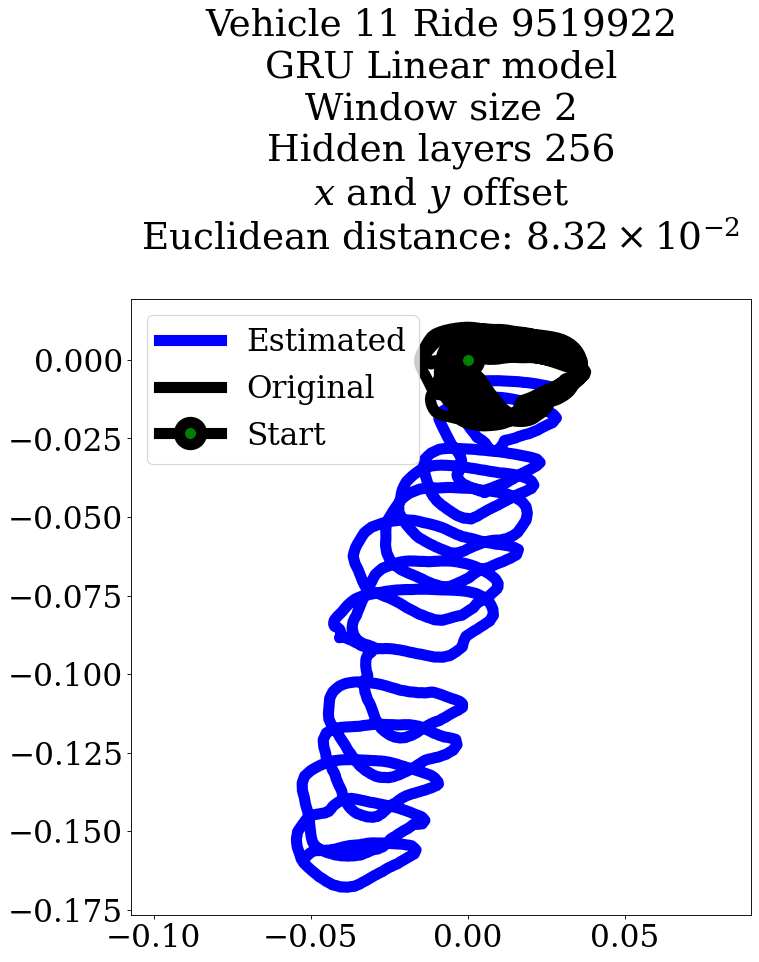 Vehicle 11 Ride 9519922
GRU Linear model
Window size 2
Hidden layers 256
x and y offset
Euclidean distance: 8.32 × 10⁻²
Estimated
Original
Start
0.000
−0.025
−0.050
−0.075
−0.100
−0.125
−0.150
−0.175
−0.10
−0.05
0.00
0.05